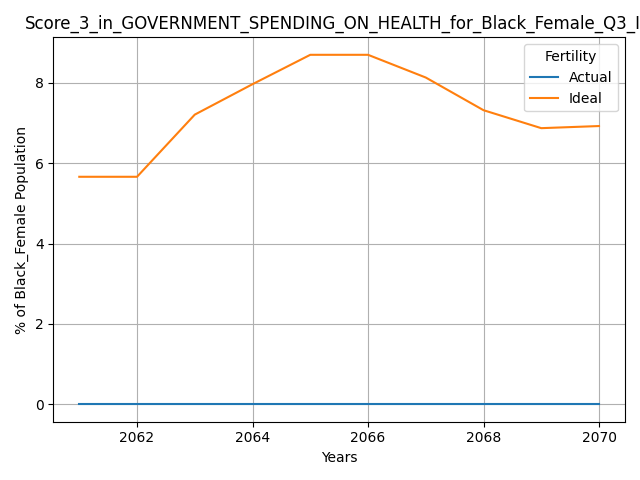 Score_3_in_GOVERNMENT_SPENDING_ON_HEALTH_for_Black_Female_Q3_I
Fertility
Actual
Ideal
8
6
4
2
0
% of Black_Female Population
2062
2064
2066
2068
2070
Years